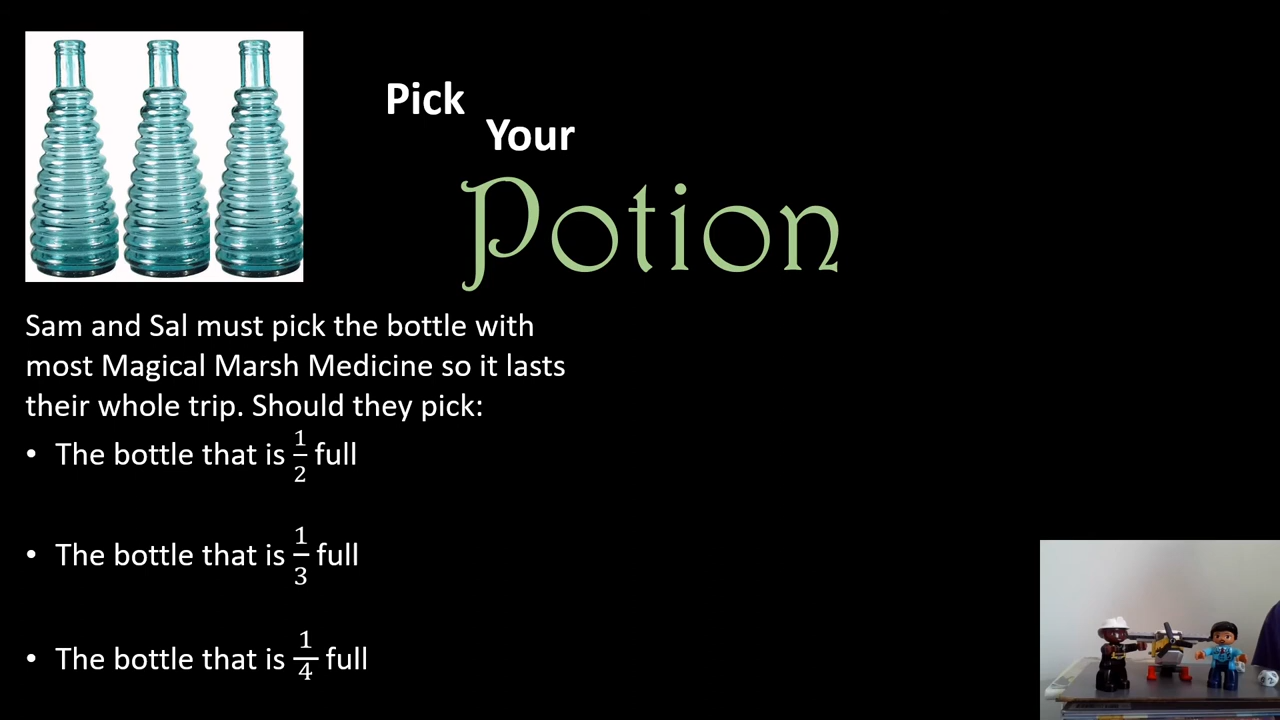 Pick
Your
Potion
Sam and Sal must pick the bottle with
most Magical Marsh Medicine so it lasts
their whole trip. Should they pick:
• The bottle that is 1/2 full
• The bottle that is 1/3 full
• The bottle that is 1/4 full